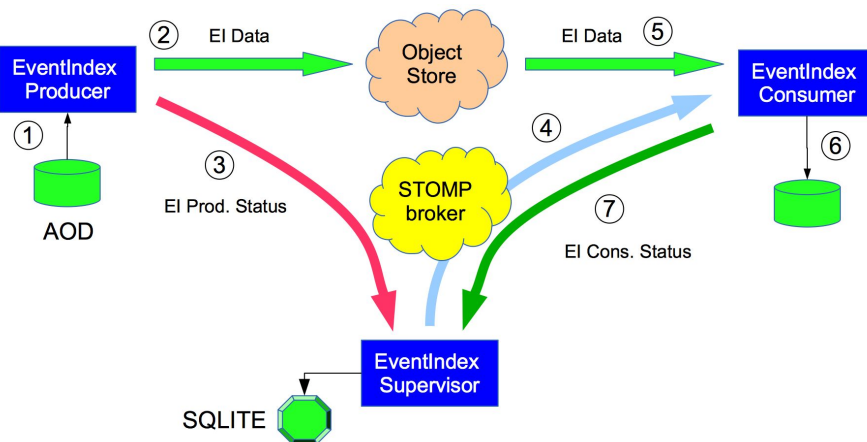 ② EI Data
Object
Store
EI Data ⑤
EventIndex
Producer
EventIndex
Consumer
①
AOD
③
EI Prod. Status
STOMP
broker
④
⑥
⑦
EI Cons. Status
EventIndex
Supervisor
SQLITE